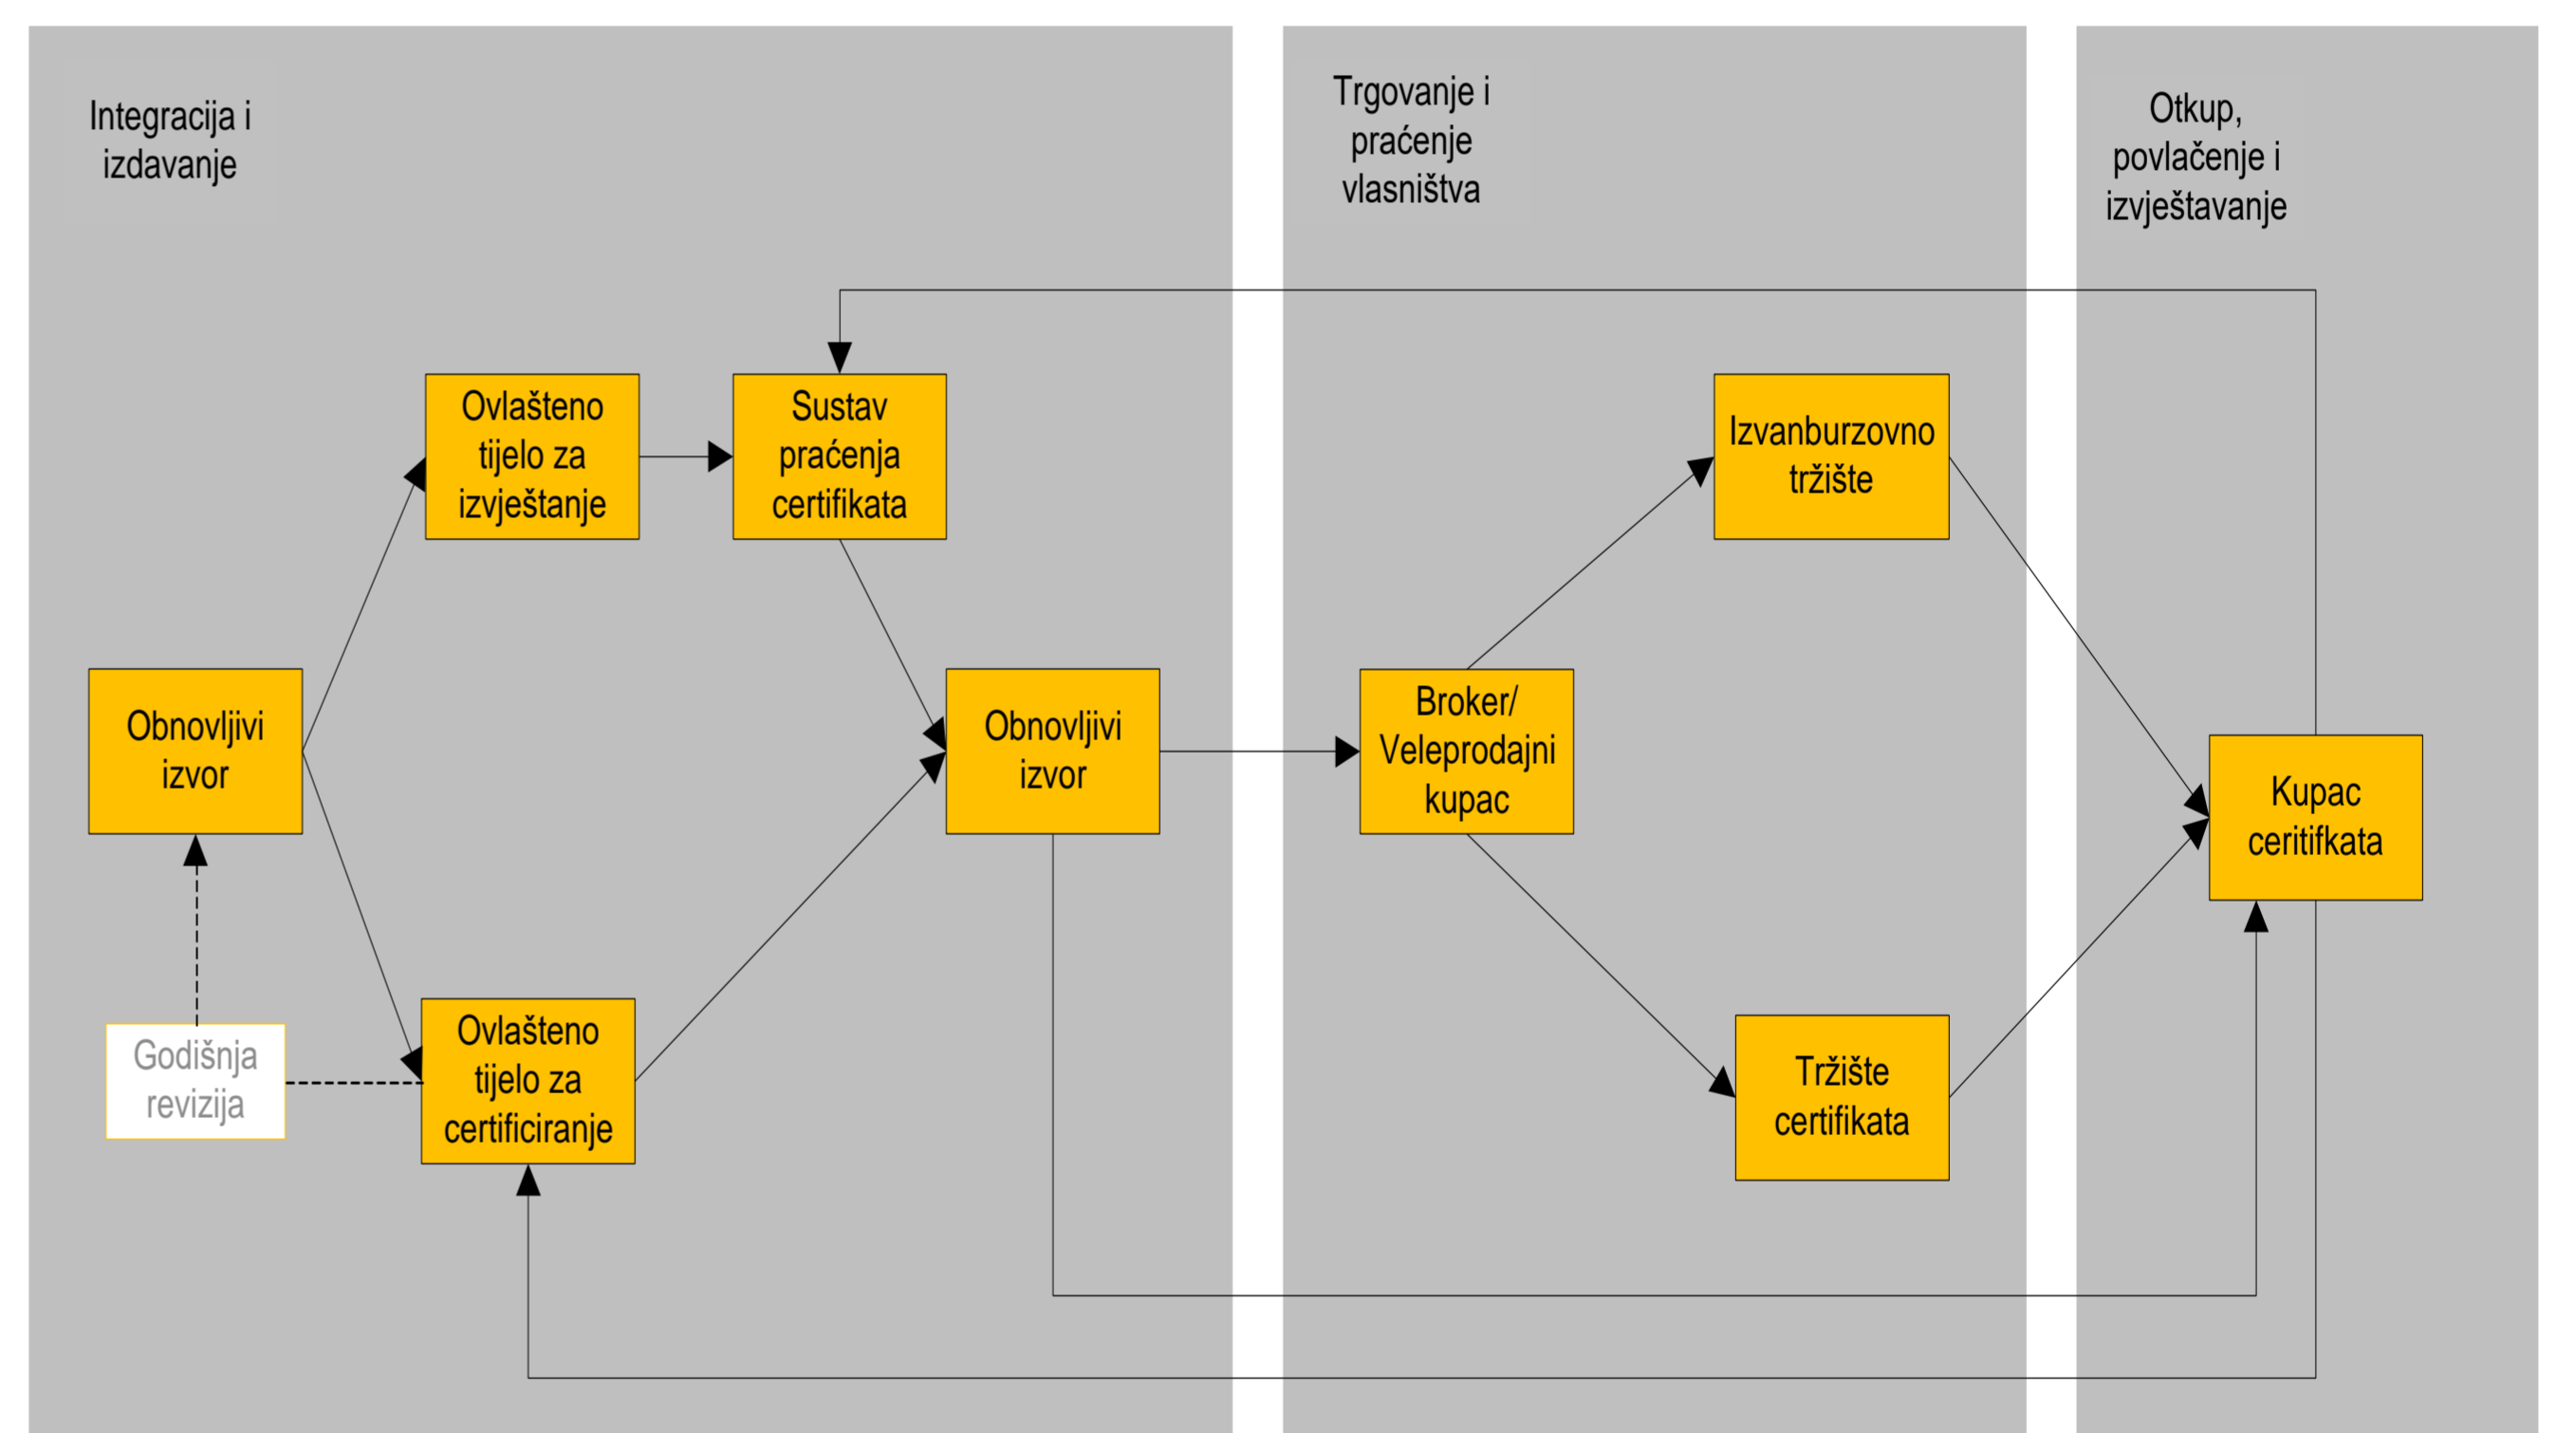 Integracija i
izdavanje
Trgovanje i
praćenje
vlasništva
Otkup,
povlačenje i
izvještavanje
Ovlašteno
tijelo za
izvještanje
Sustav
praćenja
certifikata
Izvanburzovno
tržište
Obnovljivi
izvor
Obnovljivi
izvor
Broker/
Veleprodajni
kupac
Kupac
ceritifkata
Godišnja
revizija
Ovlašteno
tijelo za
certificiranje
Tržište
certifikata